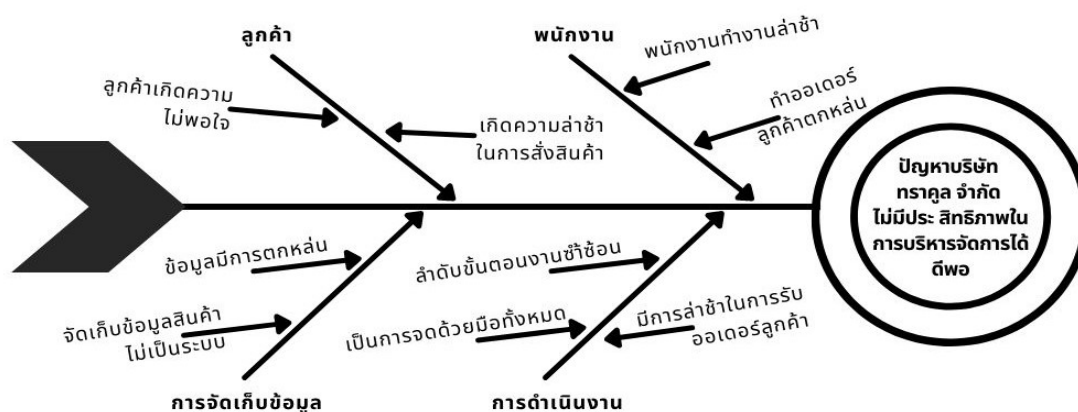 ลูกค้า
พนักงาน
ลูกค้าเกิดความ
ไม่พอใจ
เกิดความล่าช้า
ในการสั่งสินค้า
พนักงานทำงานล่าช้า
ทำออเดอร์
ลูกค้าตกหล่น
ปัญหาบริษัท
ทราคูล จำกัด
ไม่มีประ สิทธิภาพใน
การบริหารจัดการได้
ดีพอ
ข้อมูลมีการตกหล่น
จัดเก็บข้อมูลสินค้า
ไม่เป็นระบบ
ลำดับขั้นตอนงานซ้ำซ้อน
เป็นการจดด้วยมือทั้งหมด
มีการล่าช้าในการรับ
ออเดอร์ลูกค้า
การจัดเก็บข้อมูล
การดำเนินงาน